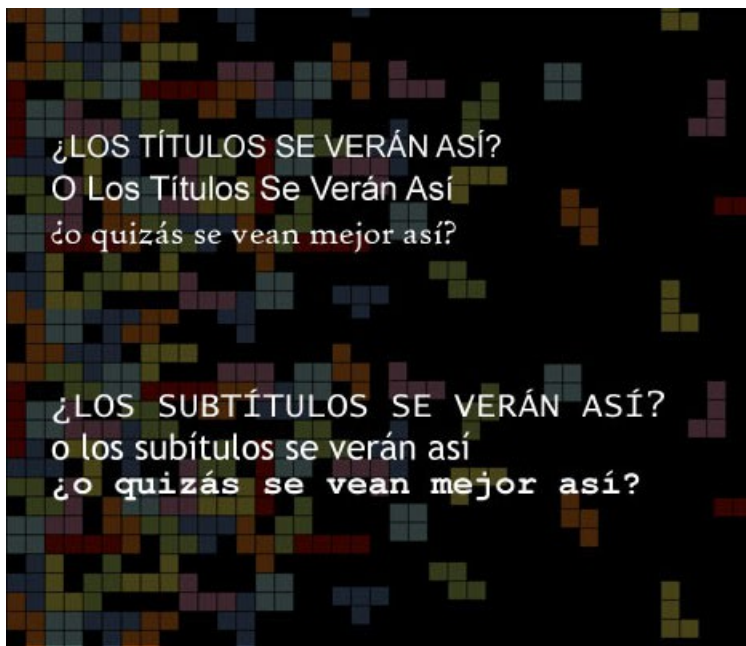 ¿LOS TÍTULOS SE VERÁN ASÍ?
O Los Títulos Se Verán Así
¿o quizás se vean mejor así?
¿LOS SUBTÍTULOS SE VERÁN ASÍ?
o los subítulos se verán así
¿o quizás se vean mejor así?